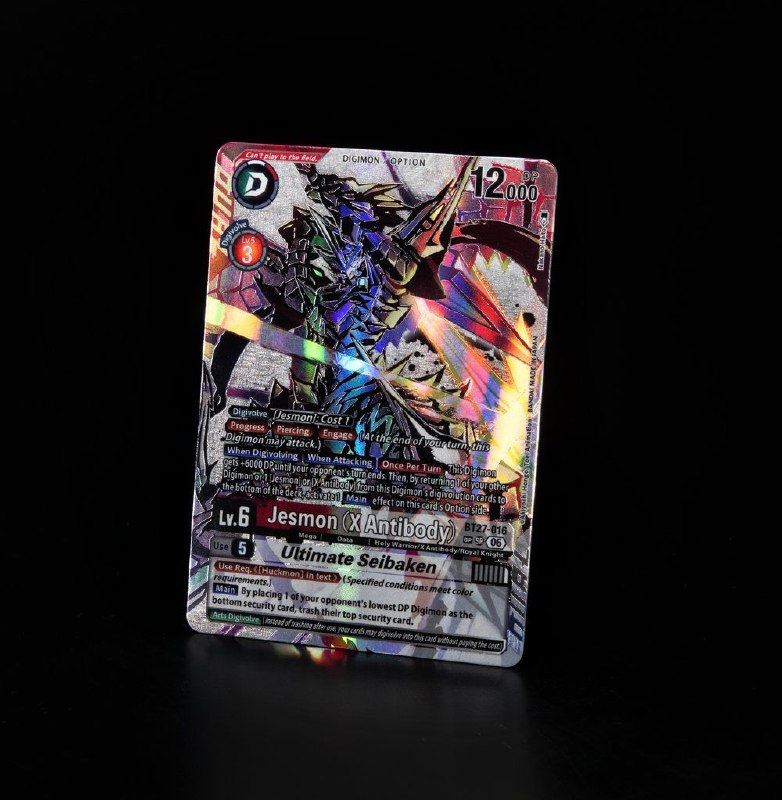 Can't play to the field.
DIGIMON / OPTION
12000
DP
Digivolve
Lv.5
3
BANDAI MADE IN JAPAN
Digivolve [Jesmon]: Cost 1
Progress Piercing Engage (At the end of your turn, this
Digimon may attack.)
When Digivolving When Attacking Once Per Turn This Digimon
gets +6000 DP until your opponent's turn ends. Then, by returning 1 of your other
Digimon or 1 [Jesmon] or [X Antibody] from this Digimon's digivolution cards to
the bottom of the deck, activate 1 Main effect on this card's Option side.
Lv.6 Jesmon (X Antibody) BT27-016
Mega Data Holy Warrior/X Antibody/Royal Knight
SR 06
Use 5 Ultimate Seibaken
Use Req. 《[Huckmon] in text》 (Specified conditions meet color
requirements.)
Main By placing 1 of your opponent's lowest DP Digimon as the
bottom security card, trash their top security card.
Arts Digivolve (Instead of trashing after use, your cards may digivolve into this card without paying the cost.)